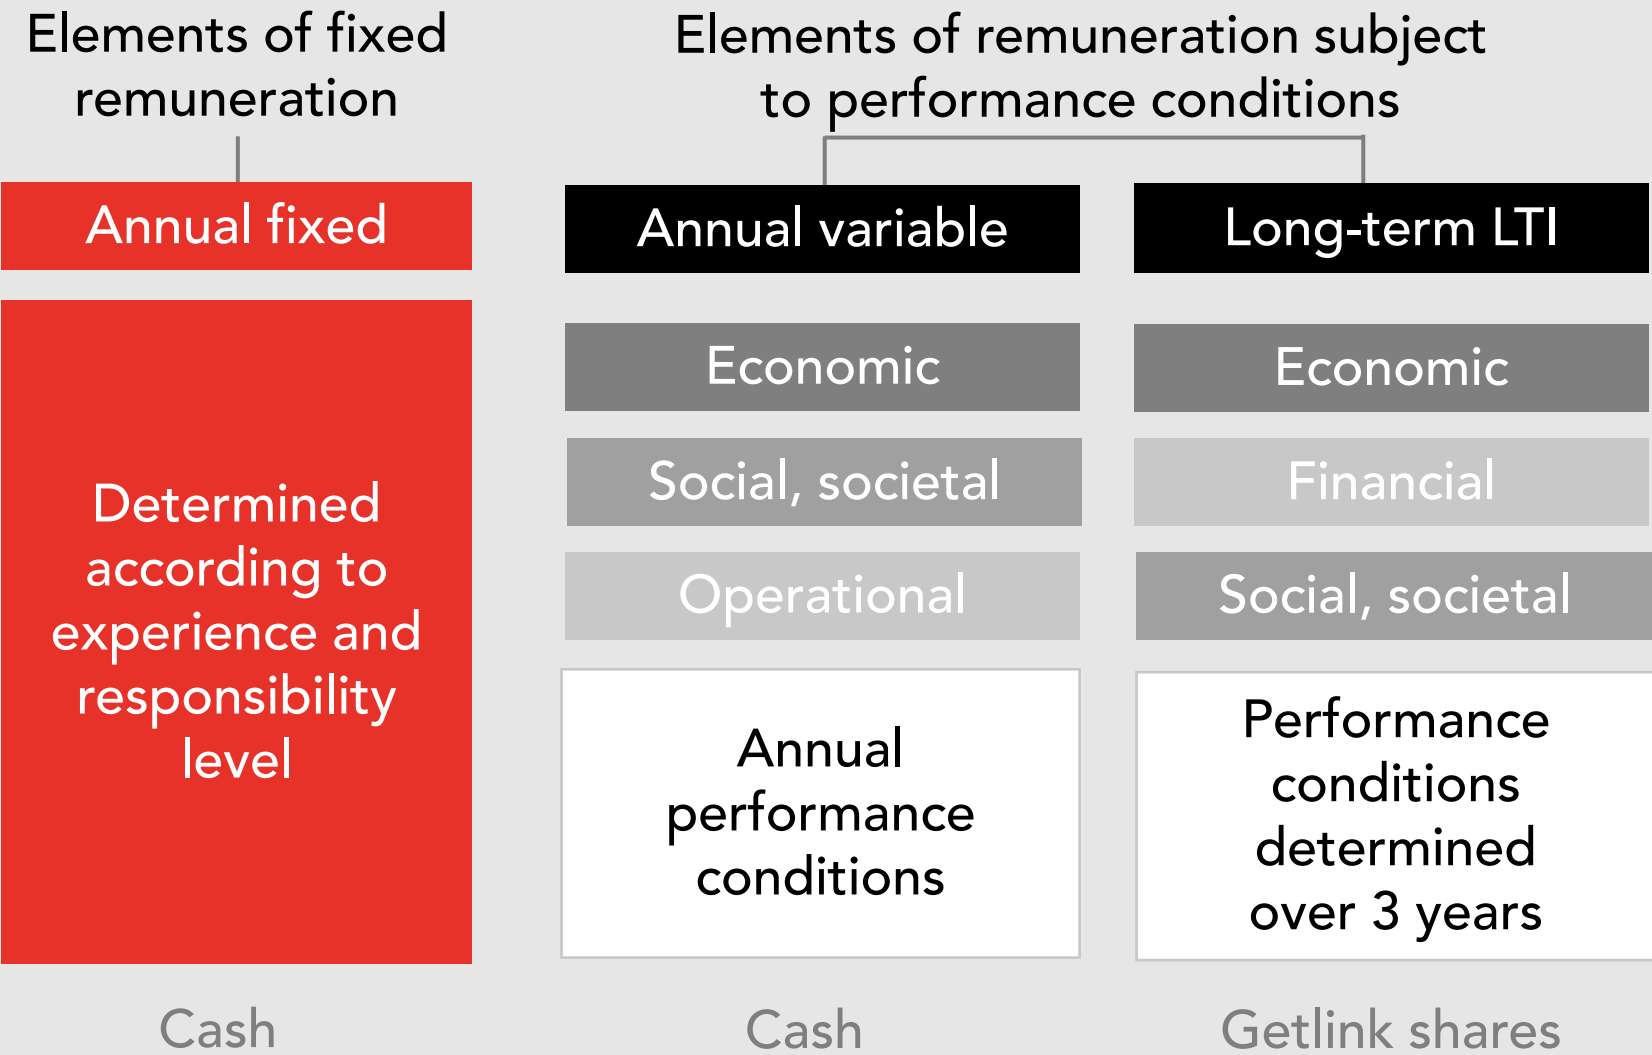 Elements of fixed
remuneration
Elements of remuneration subject
to performance conditions
Annual fixed
Determined
according to
experience and
responsibility
level
Cash
Annual variable
Economic
Social, societal
Operational
Annual
performance
conditions
Cash
Long-term LTI
Economic
Financial
Social, societal
Performance
conditions
determined
over 3 years
Getlink shares